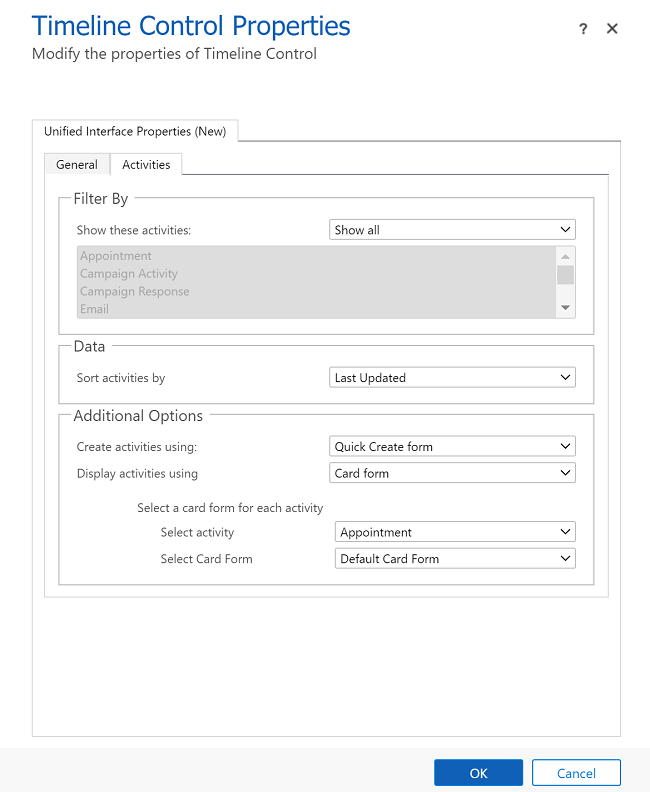 Timeline Control Properties
?
Modify the properties of Timeline Control
Unified Interface Properties (New)
General Activities
Filter By
Show these activities: Show all
Appointment
Campaign Activity
Campaign Response
Email
Data
Sort activities by Last Updated
Additional Options
Create activities using: Quick Create form
Display activities using Card form
Select a card form for each activity
Select activity Appointment
Select Card Form Default Card Form
OK Cancel